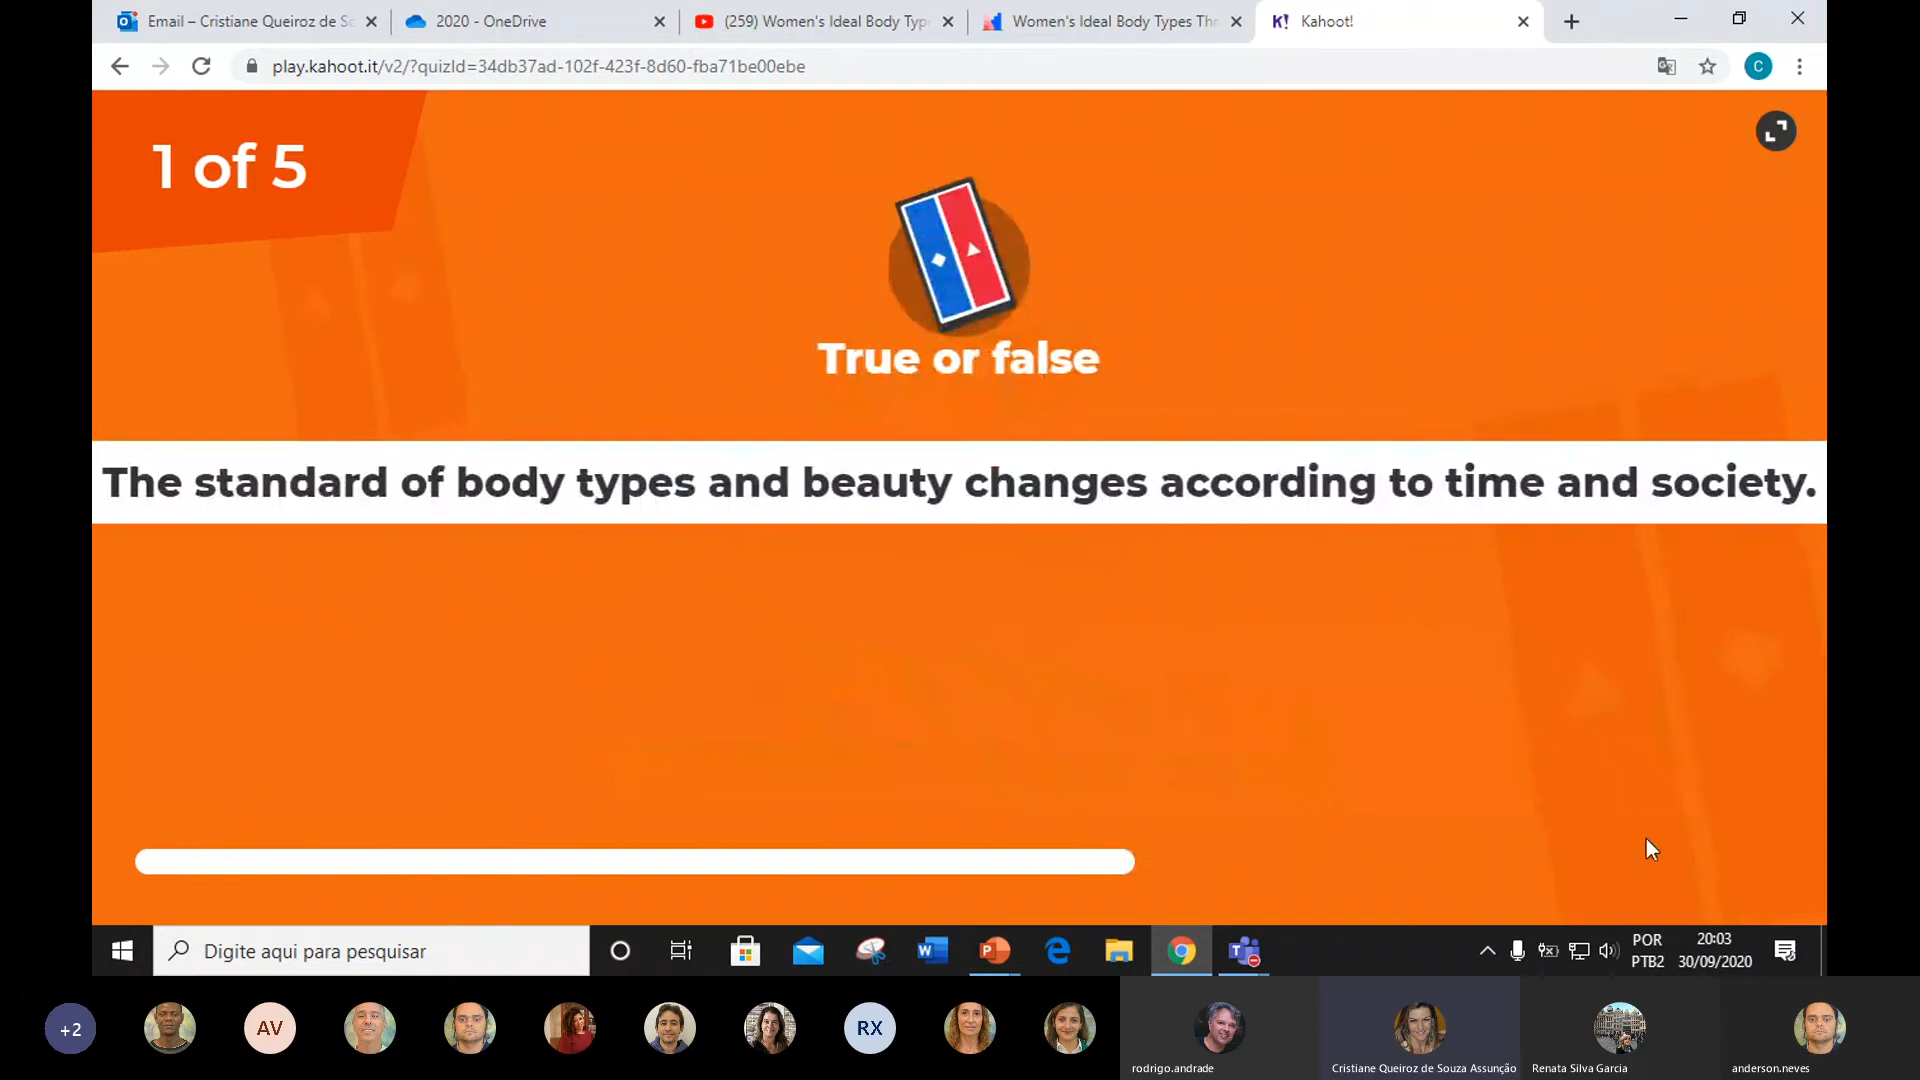 Email – Cristiane Queiroz de So
2020 - OneDrive
(259) Women's Ideal Body Typ
Women's Ideal Body Types Thr
K! Kahoot!
play.kahoot.it/v2/?quizId=34db37ad-102f-423f-8d60-fba71be00ebe
C
1 of 5
True or false
The standard of body types and beauty changes according to time and society.
Digite aqui para pesquisar
POR
PTB2
20:03
30/09/2020
+2
AV
RX
rodrigo.andrade
Cristiane Queiroz de Souza Assunção
Renata Silva Garcia
anderson.neves